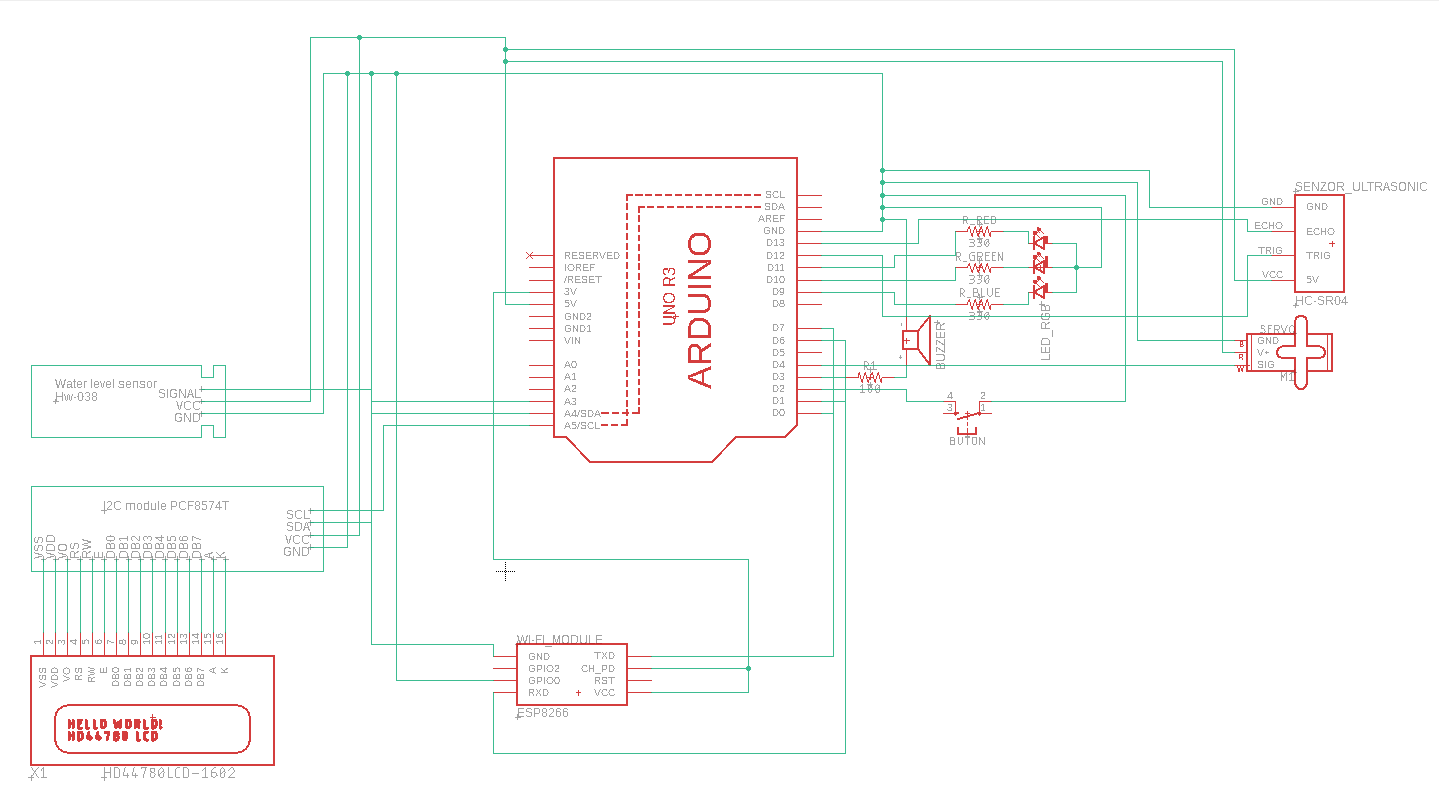 SENZOR_ULTRASONIC
GND
GND
ECHO
ECHO
TRIG
TRIG
VCC
5V
HC-SR04
SERVO
B
GND
R
V+
W
SIG
M1
ARDUINO
UNO R3
RESERVED
IOREF
/RESET
3V
5V
GND2
GND1
VIN
A0
A1
A2
A3
A4/SDA
A5/SCL
SCL
SDA
AREF
GND
D13
D12
D11
D10
D9
D8
D7
D6
D5
D4
D3
D2
D1
D0
R_RED
330
R_GREEN
330
R_BLUE
330
LED_RGB
BUZZER
R1
100
4
3
2
1
BUTON
Water level sensor
Hw-038
SIGNAL
VCC
GND
I2C module PCF8574T
SCL
SDA
VCC
GND
VSS VDD VO RS RW E DB0 DB1 DB2 DB3 DB4 DB5 DB6 DB7 A K
1 2 3 4 5 6 7 8 9 10 11 12 13 14 15 16
VSS VDD VO RS RW E DB0 DB1 DB2 DB3 DB4 DB5 DB6 DB7 A K
HELLO WORLD!
HD44780 LCD
X1
HD44780LCD-1602
WI-FI_MODULE
GND
GPIO2
GPIO0
RXD
TXD
CH_PD
RST
VCC
ESP8266